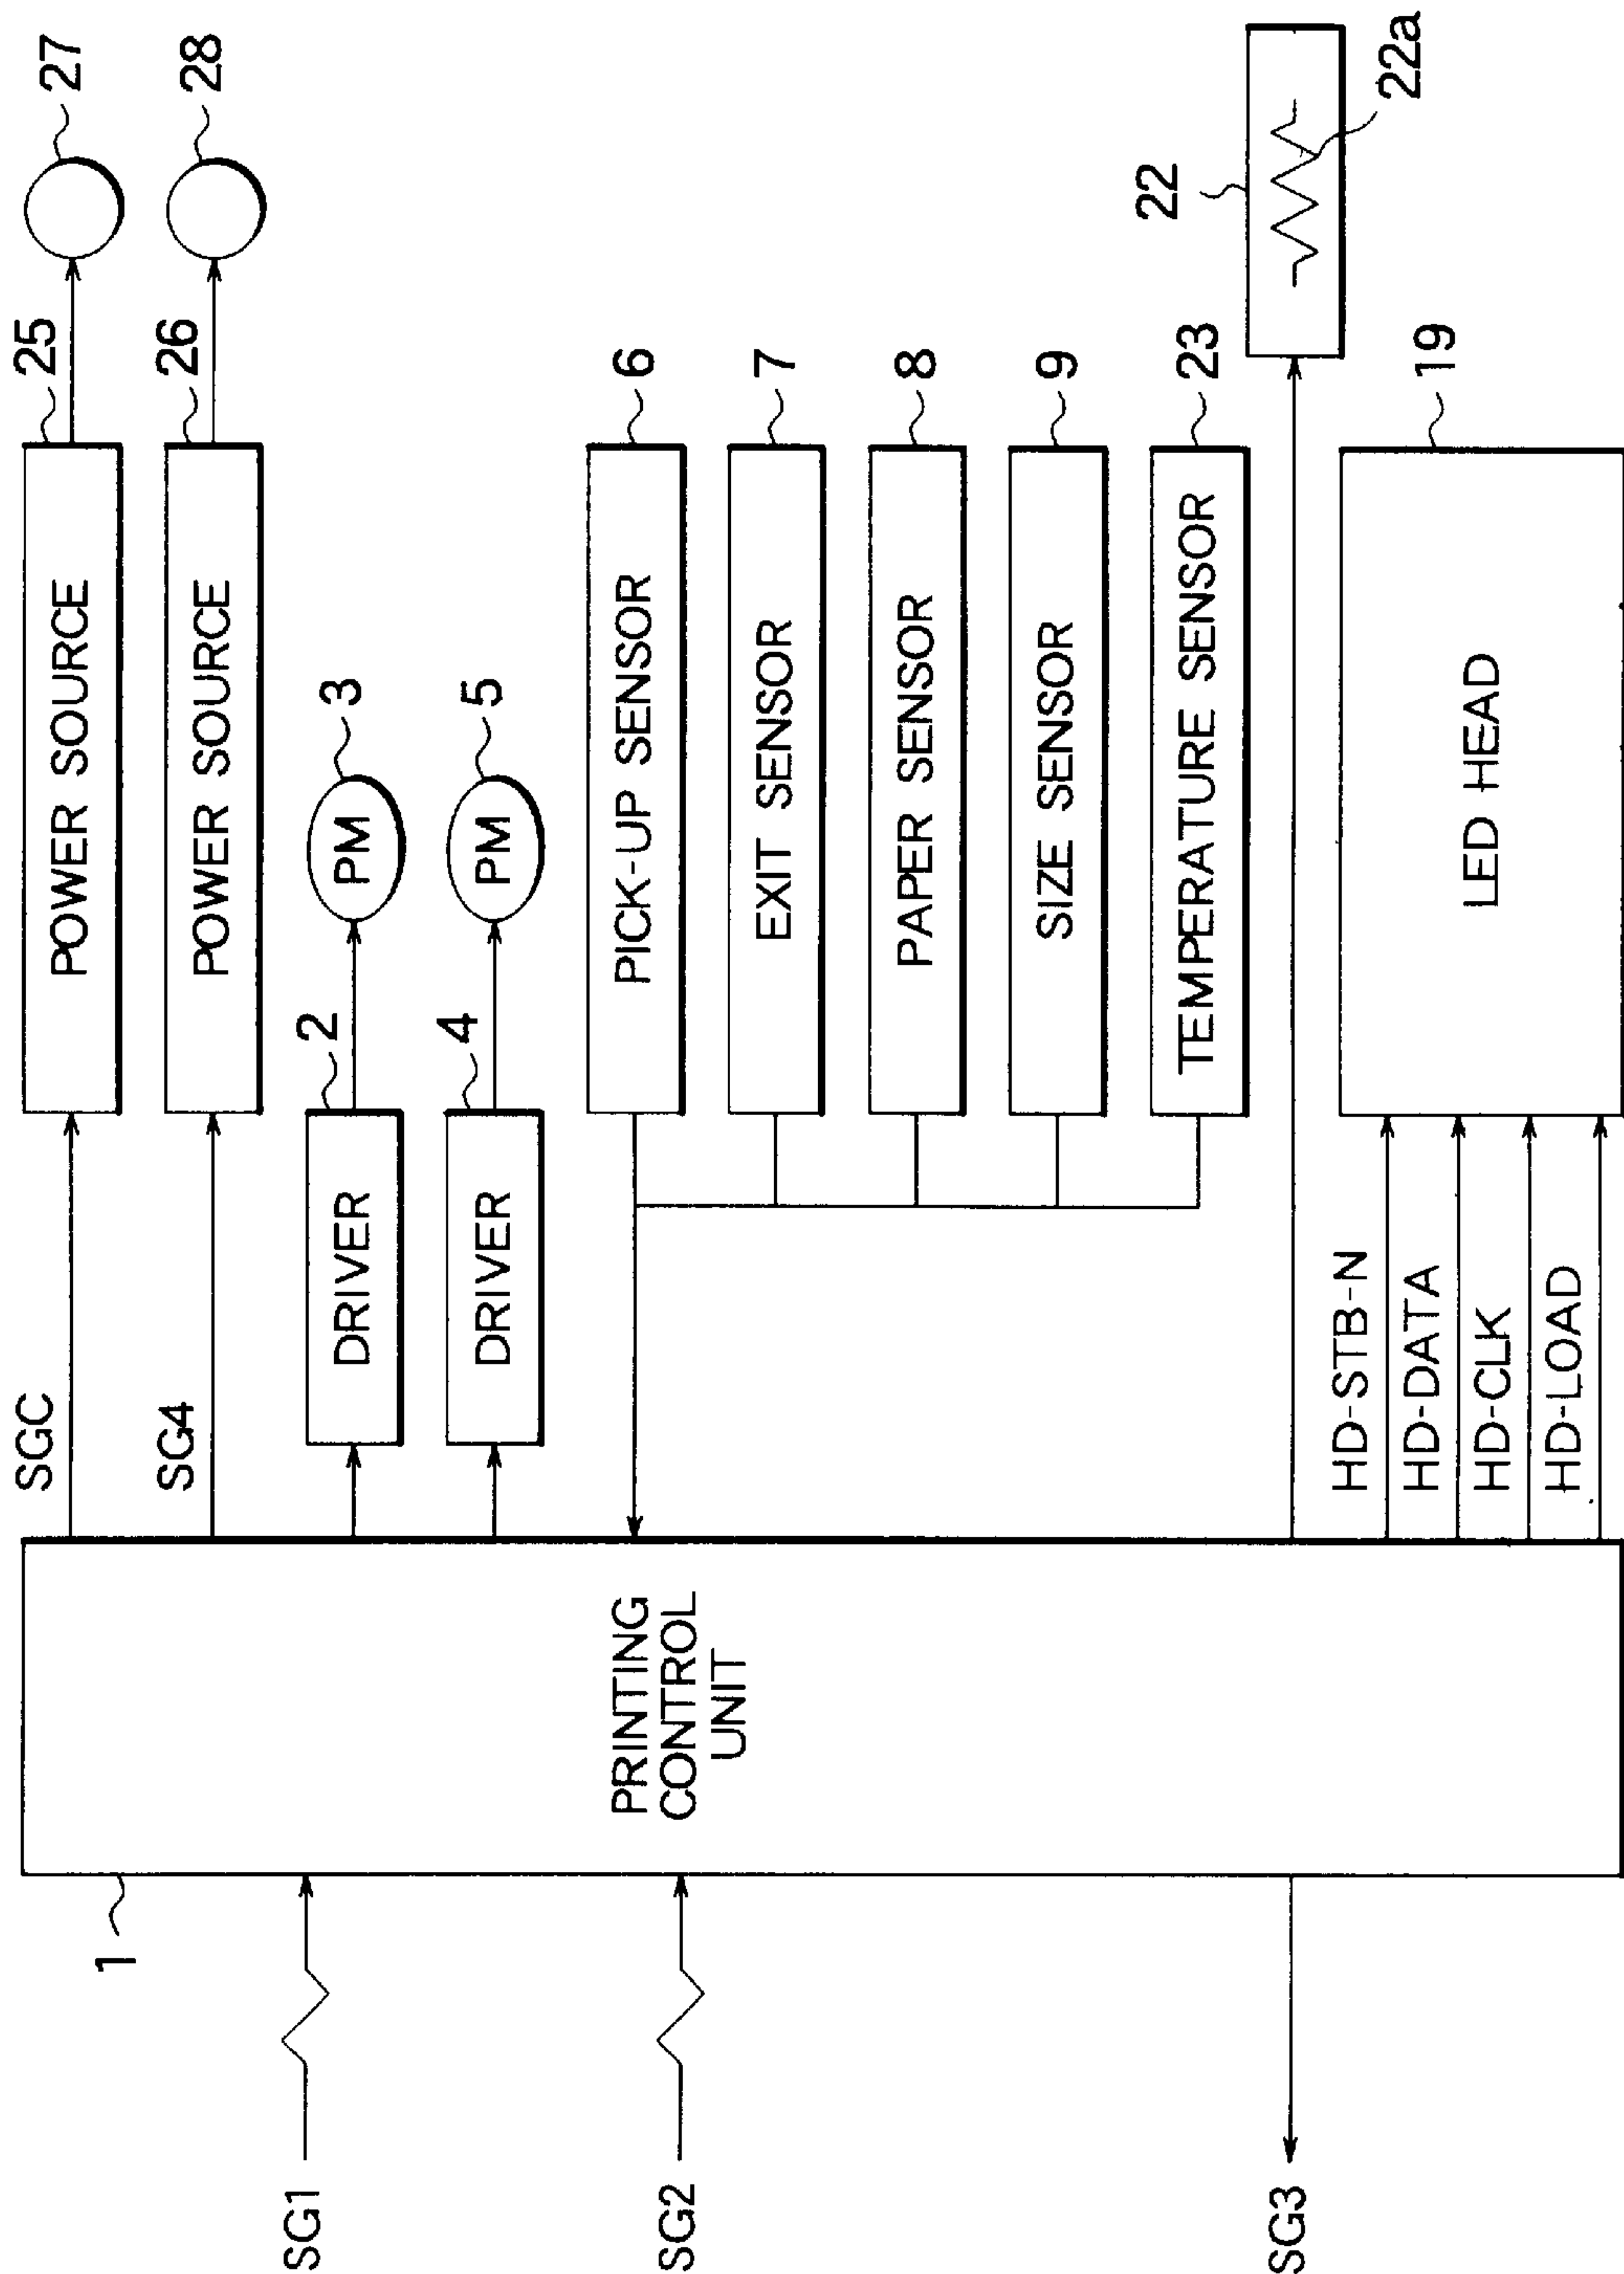 SGC
25
POWER SOURCE
27
SG4
26
POWER SOURCE
28
1
SG1
DRIVER
2
PM
3
DRIVER
4
PM
5
PRINTING
CONTROL
UNIT
SG2
PICK-UP SENSOR
6
EXIT SENSOR
7
PAPER SENSOR
8
SIZE SENSOR
9
TEMPERATURE SENSOR
23
22
22a
SG3
HD-STB-N
HD-DATA
HD-CLK
HD-LOAD
LED HEAD
19